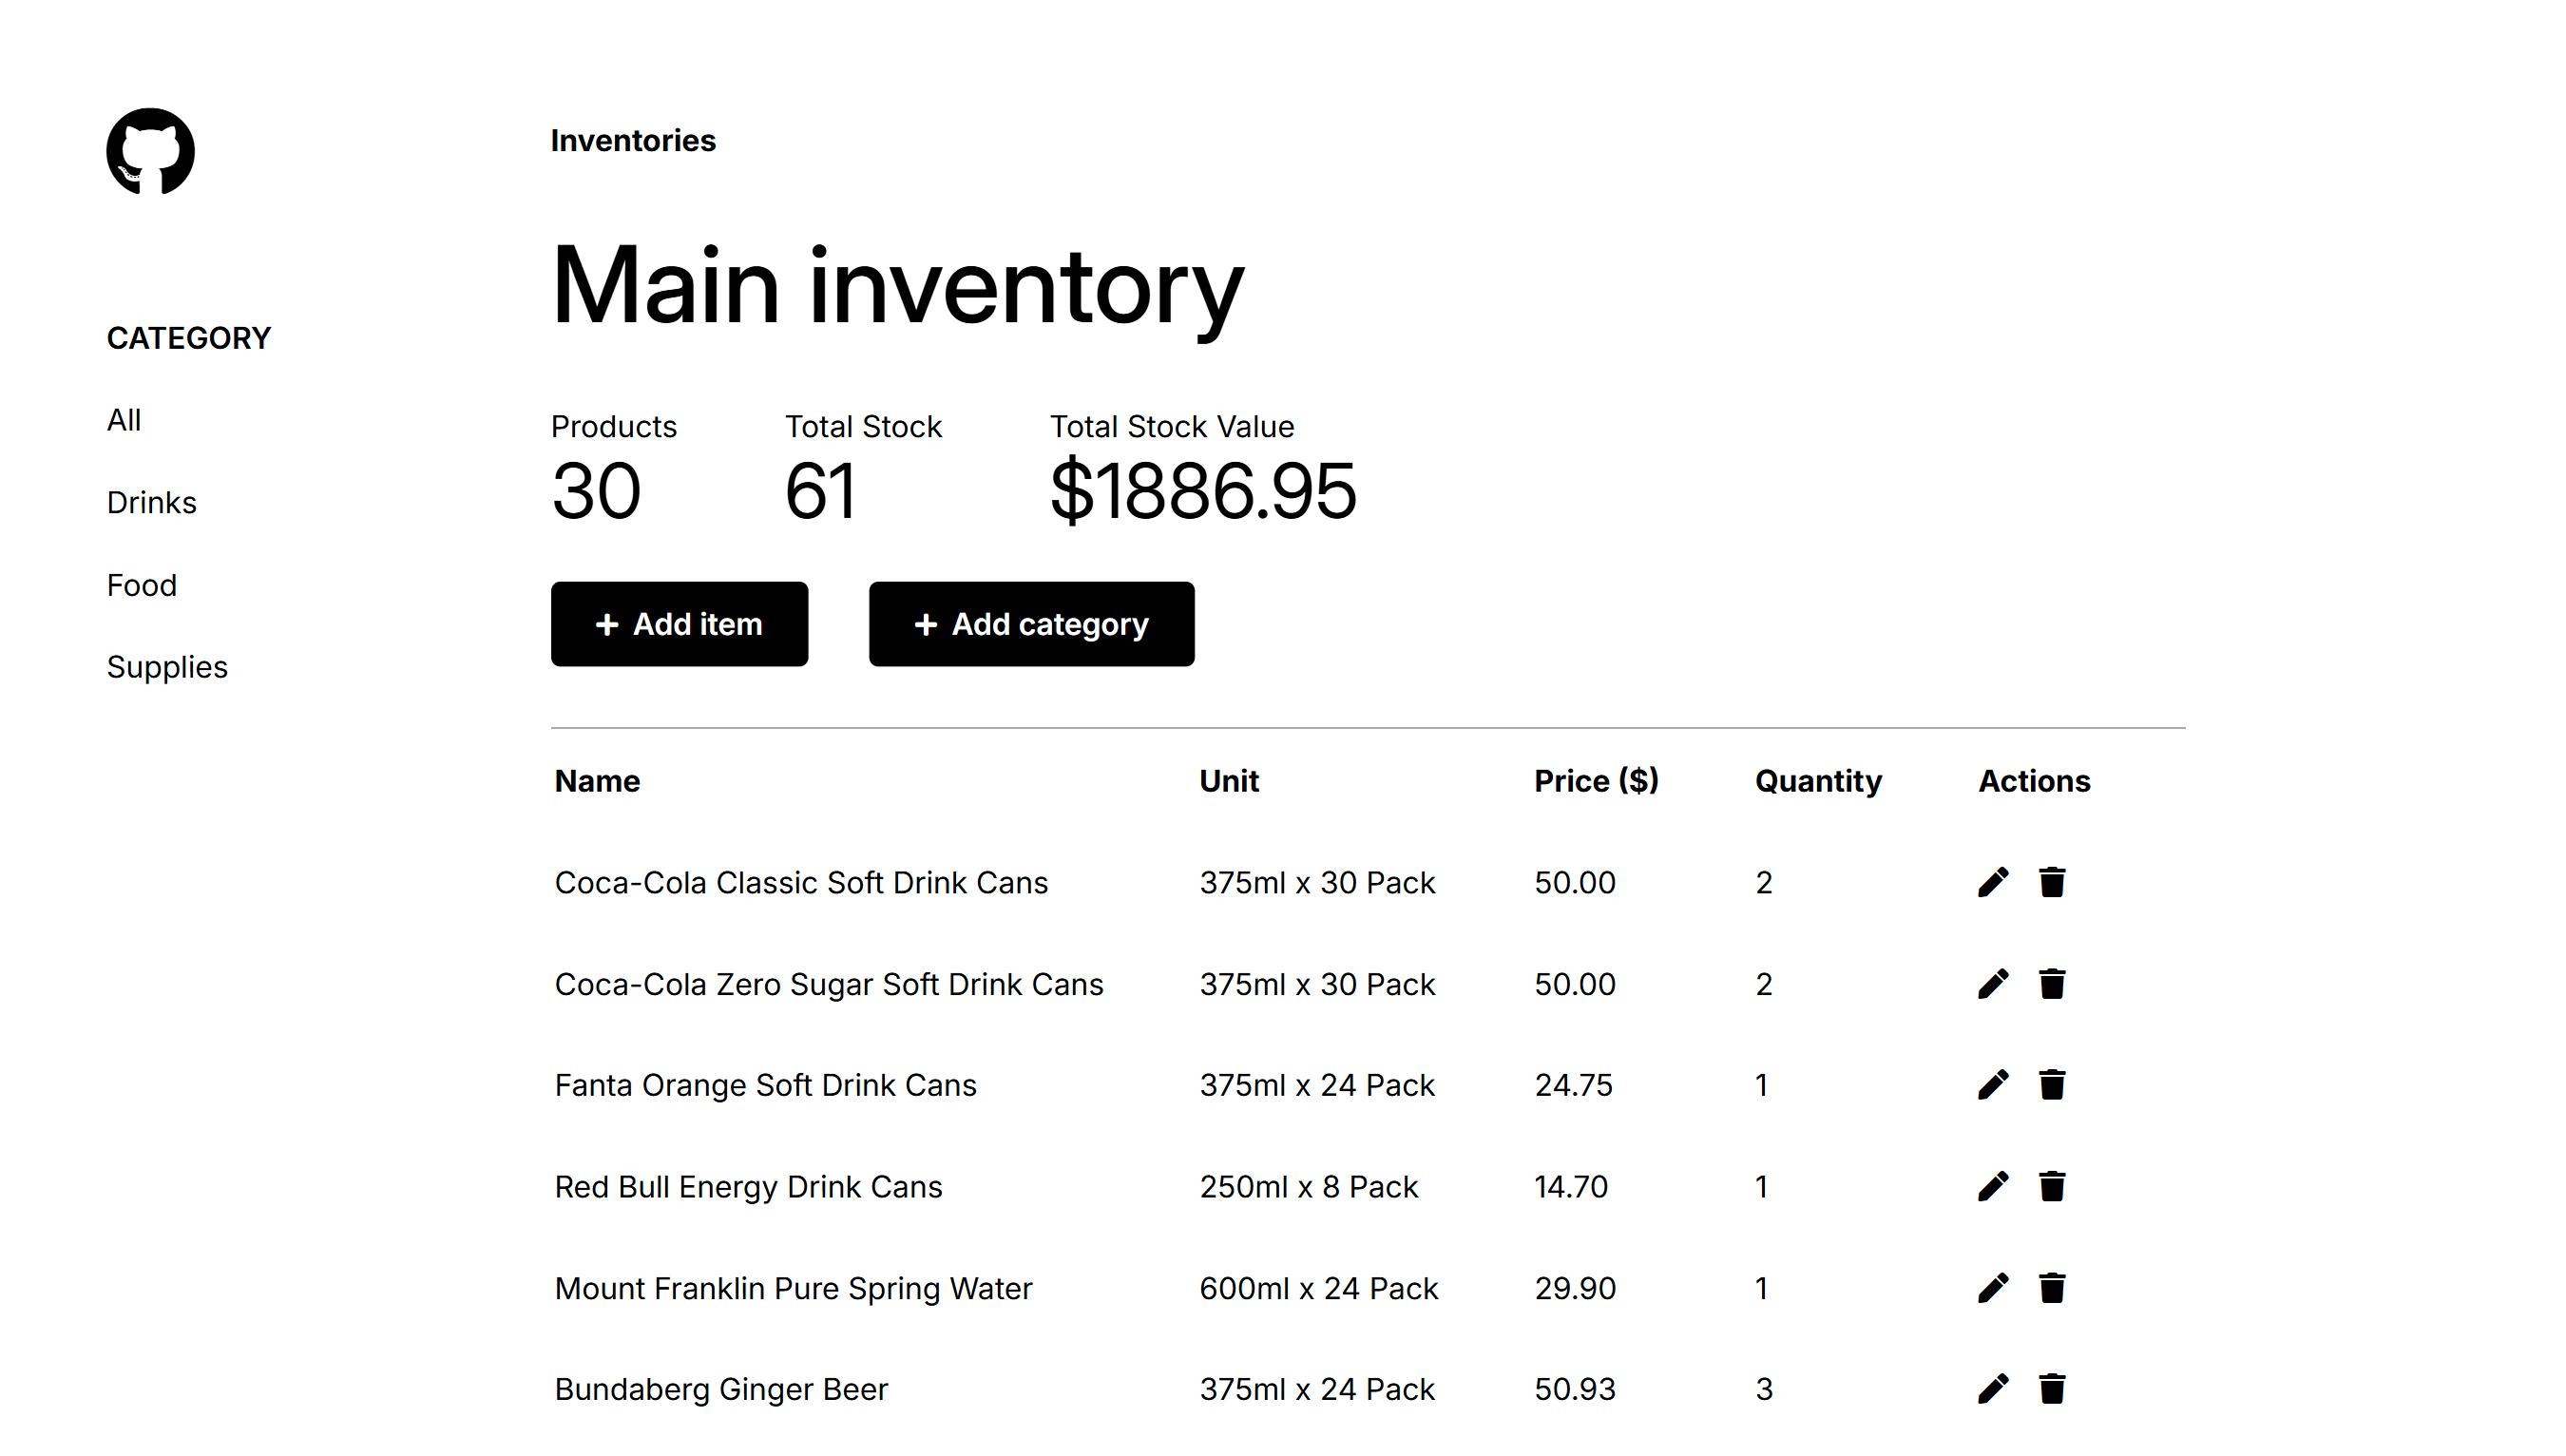 Inventories
Main inventory
CATEGORY
All
Drinks
Food
Supplies
Products Total Stock Total Stock Value
30 61 $1886.95
+ Add item + Add category
Name Unit Price ($) Quantity Actions
Coca-Cola Classic Soft Drink Cans 375ml x 30 Pack 50.00 2
Coca-Cola Zero Sugar Soft Drink Cans 375ml x 30 Pack 50.00 2
Fanta Orange Soft Drink Cans 375ml x 24 Pack 24.75 1
Red Bull Energy Drink Cans 250ml x 8 Pack 14.70 1
Mount Franklin Pure Spring Water 600ml x 24 Pack 29.90 1
Bundaberg Ginger Beer 375ml x 24 Pack 50.93 3